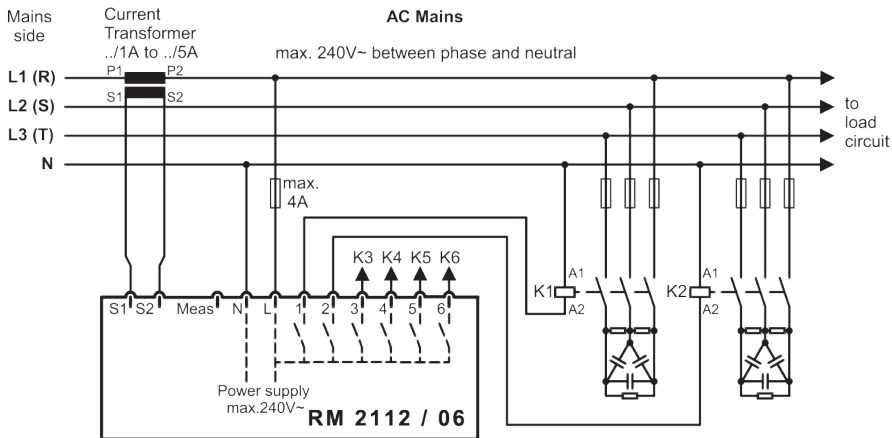 Mains side
Current Transformer ../1A to ../5A
AC Mains
max. 240V~ between phase and neutral
L1 (R)
P1
P2
S1
S2
L2 (S)
L3 (T)
N
to load circuit
max. 4A
K3 K4 K5 K6
K1
A1
A2
K2
A1
A2
S1 S2 Meas N L 1 2 3 4 5 6
Power supply
max.240V~
RM 2112 / 06